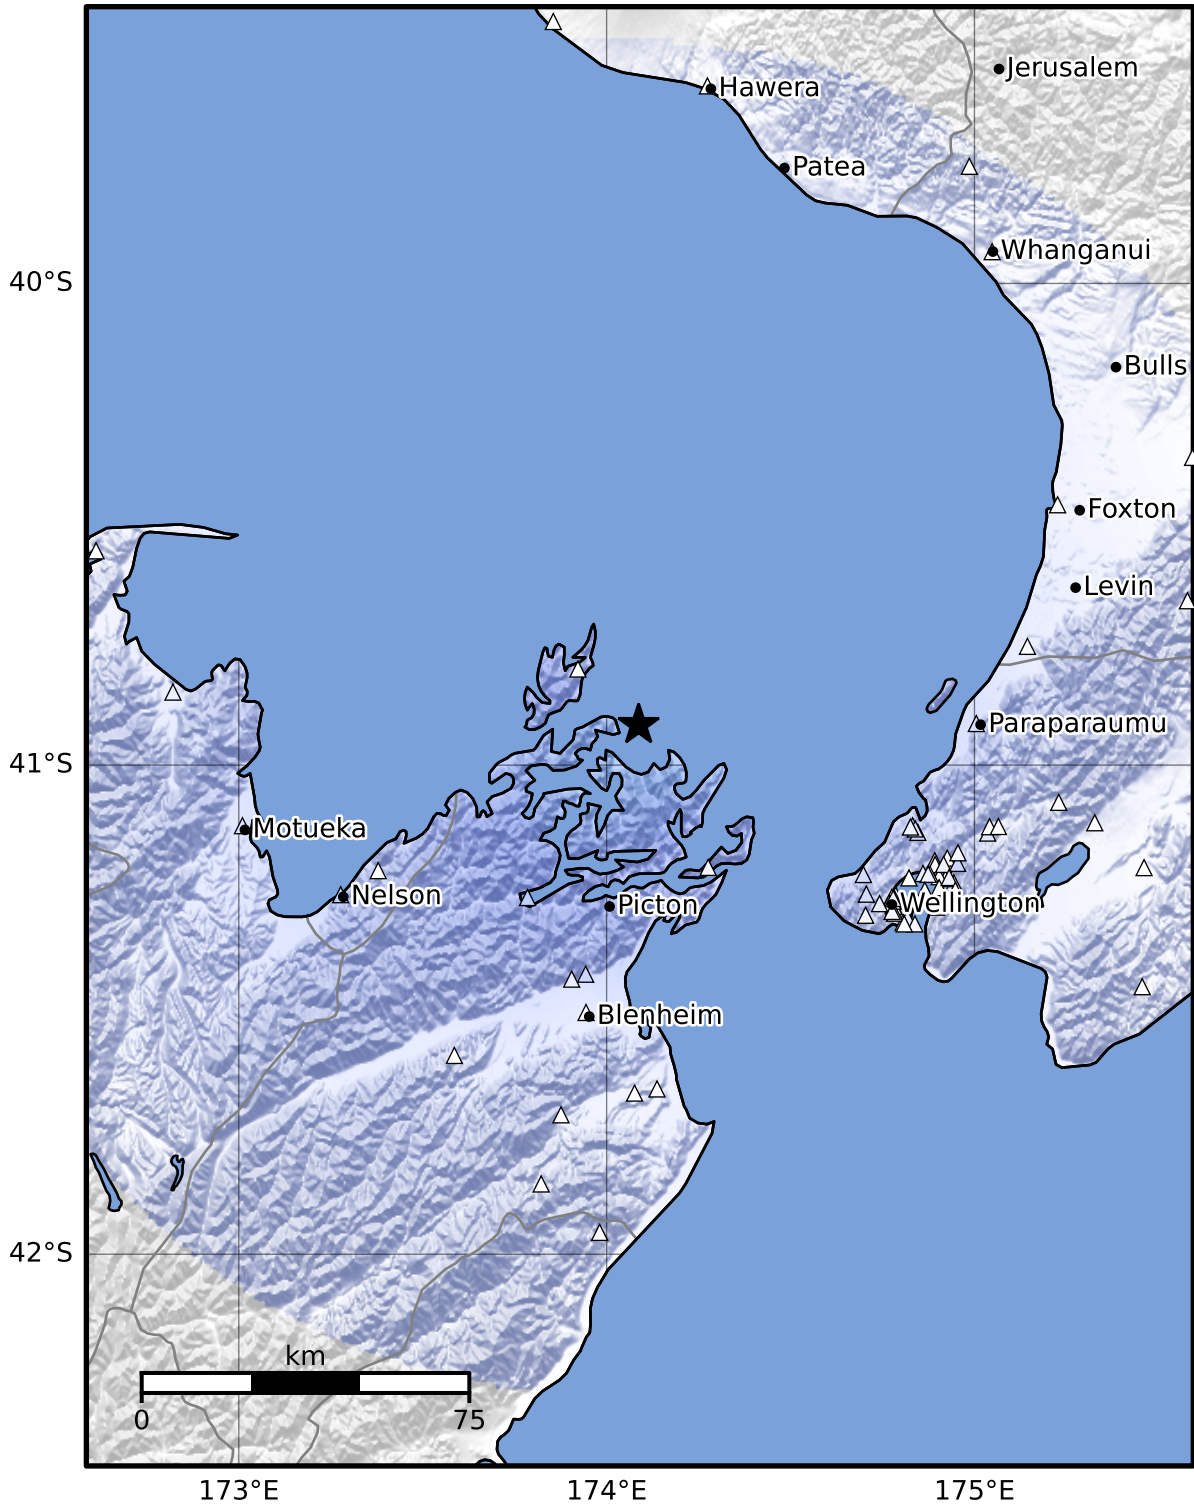 Jerusalem
Hawera
Patea
Whanganui
40°S
Bulls
Foxton
Levin
Paraparaumu
41°S
Motueka
Nelson
Picton
Wellington
Blenheim
42°S
km
0
75
173°E
174°E
175°E